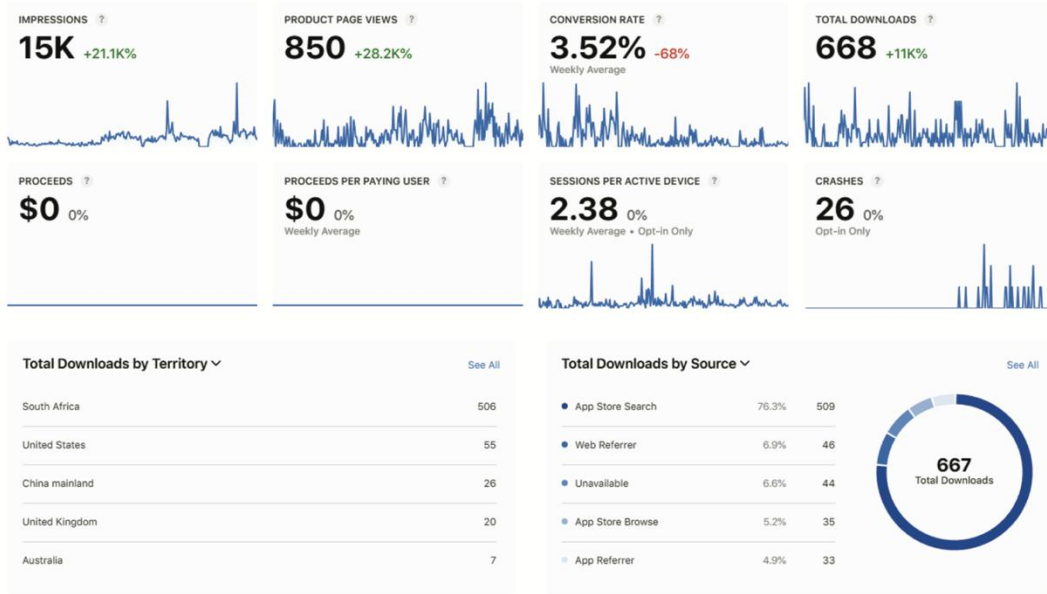 IMPRESSIONS ?
15K +21.1K%
PRODUCT PAGE VIEWS ?
850 +28.2K%
CONVERSION RATE ?
3.52% -68%
Weekly Average
TOTAL DOWNLOADS ?
668 +11K%
PROCEEDS ?
$0 0%
PROCEEDS PER PAYING USER ?
$0 0%
Weekly Average
SESSIONS PER ACTIVE DEVICE ?
2.38 0%
Weekly Average • Opt-in Only
CRASHES ?
26 0%
Opt-in Only
Total Downloads by Territory
See All
South Africa 506
United States 55
China mainland 26
United Kingdom 20
Australia 7
Total Downloads by Source
See All
App Store Search 76.3% 509
Web Referrer 6.9% 46
Unavailable 6.6% 44
App Store Browse 5.2% 35
App Referrer 4.9% 33
667
Total Downloads